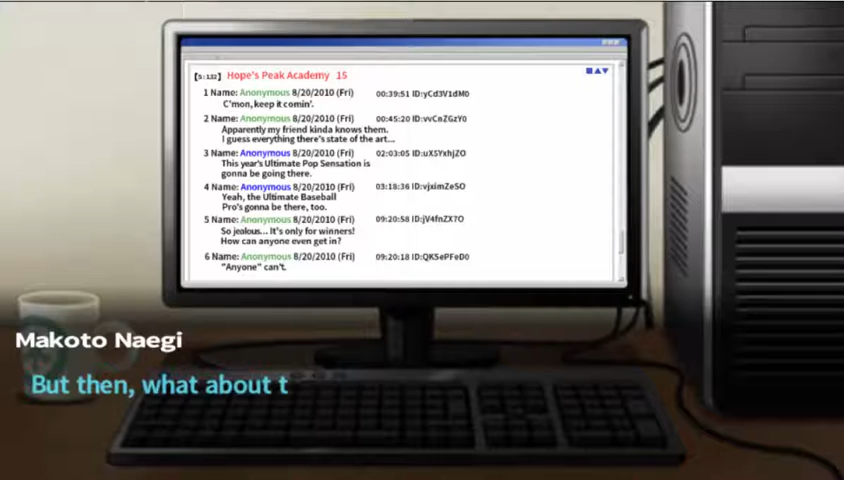 [5:122] Hope's Peak Academy 15
1 Name: Anonymous 8/20/2010 (Fri) 00:39:51 ID:yCd3V1dM0
C'mon, keep it comin'.
2 Name: Anonymous 8/20/2010 (Fri) 00:45:20 ID:vvCnZGzY0
Apparently my friend kinda knows them.
I guess everything there's state of the art...
3 Name: Anonymous 8/20/2010 (Fri) 02:03:05 ID:uX5YxhjZO
This year's Ultimate Pop Sensation is
gonna be going there.
4 Name: Anonymous 8/20/2010 (Fri) 03:18:36 ID:vjximZeSO
Yeah, the Ultimate Baseball
Pro's gonna be there, too.
5 Name: Anonymous 8/20/2010 (Fri) 09:20:58 ID:jV4fnZX7O
So jealous... It's only for winners!
How can anyone even get in?
6 Name: Anonymous 8/20/2010 (Fri) 09:20:18 ID:QKSePFeD0
"Anyone" can't.
Makoto Naegi
But then, what about t